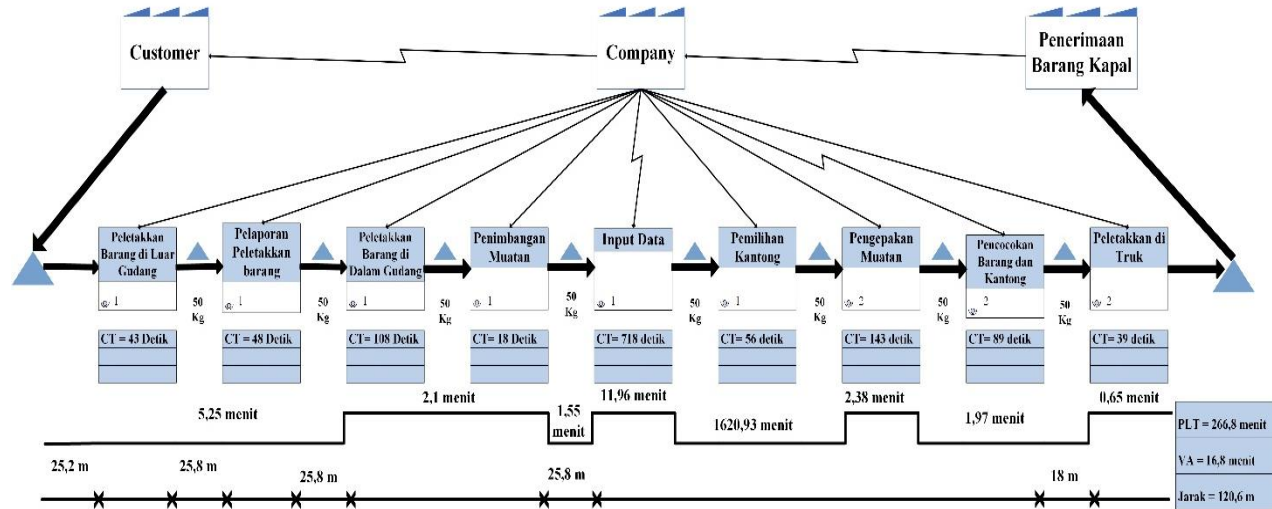 Customer
Company
Penerimaan
Barang Kapal
Peletakkan
Barang di Luar
Gudang
1
50
Kg
CT = 43 Detik
Pelaporan
Peletakkan
barang
1
50
Kg
CT = 48 Detik
Peletakkan
Barang di
Dalam Gudang
1
50
Kg
CT= 108 Detik
Penimbangan
Muatan
1
50
Kg
CT= 18 Detik
Input Data
1
50
Kg
CT= 718 detik
Pemilihan
Kantong
1
50
Kg
CT= 56 detik
Pengepakan
Muatan
2
50
Kg
CT= 143 detik
Pencocokan
Barang dan
Kantong
2
50
Kg
CT= 89 detik
Peletakkan di
Truk
2
CT= 39 detik
5,25 menit
2,1 menit
1,55
menit
11,96 menit
1620,93 menit
2,38 menit
1,97 menit
0,65 menit
25,2 m
25,8 m
25,8 m
25,8 m
18 m
PLT = 266,8 menit
VA = 16,8 menit
Jarak = 120,6 m